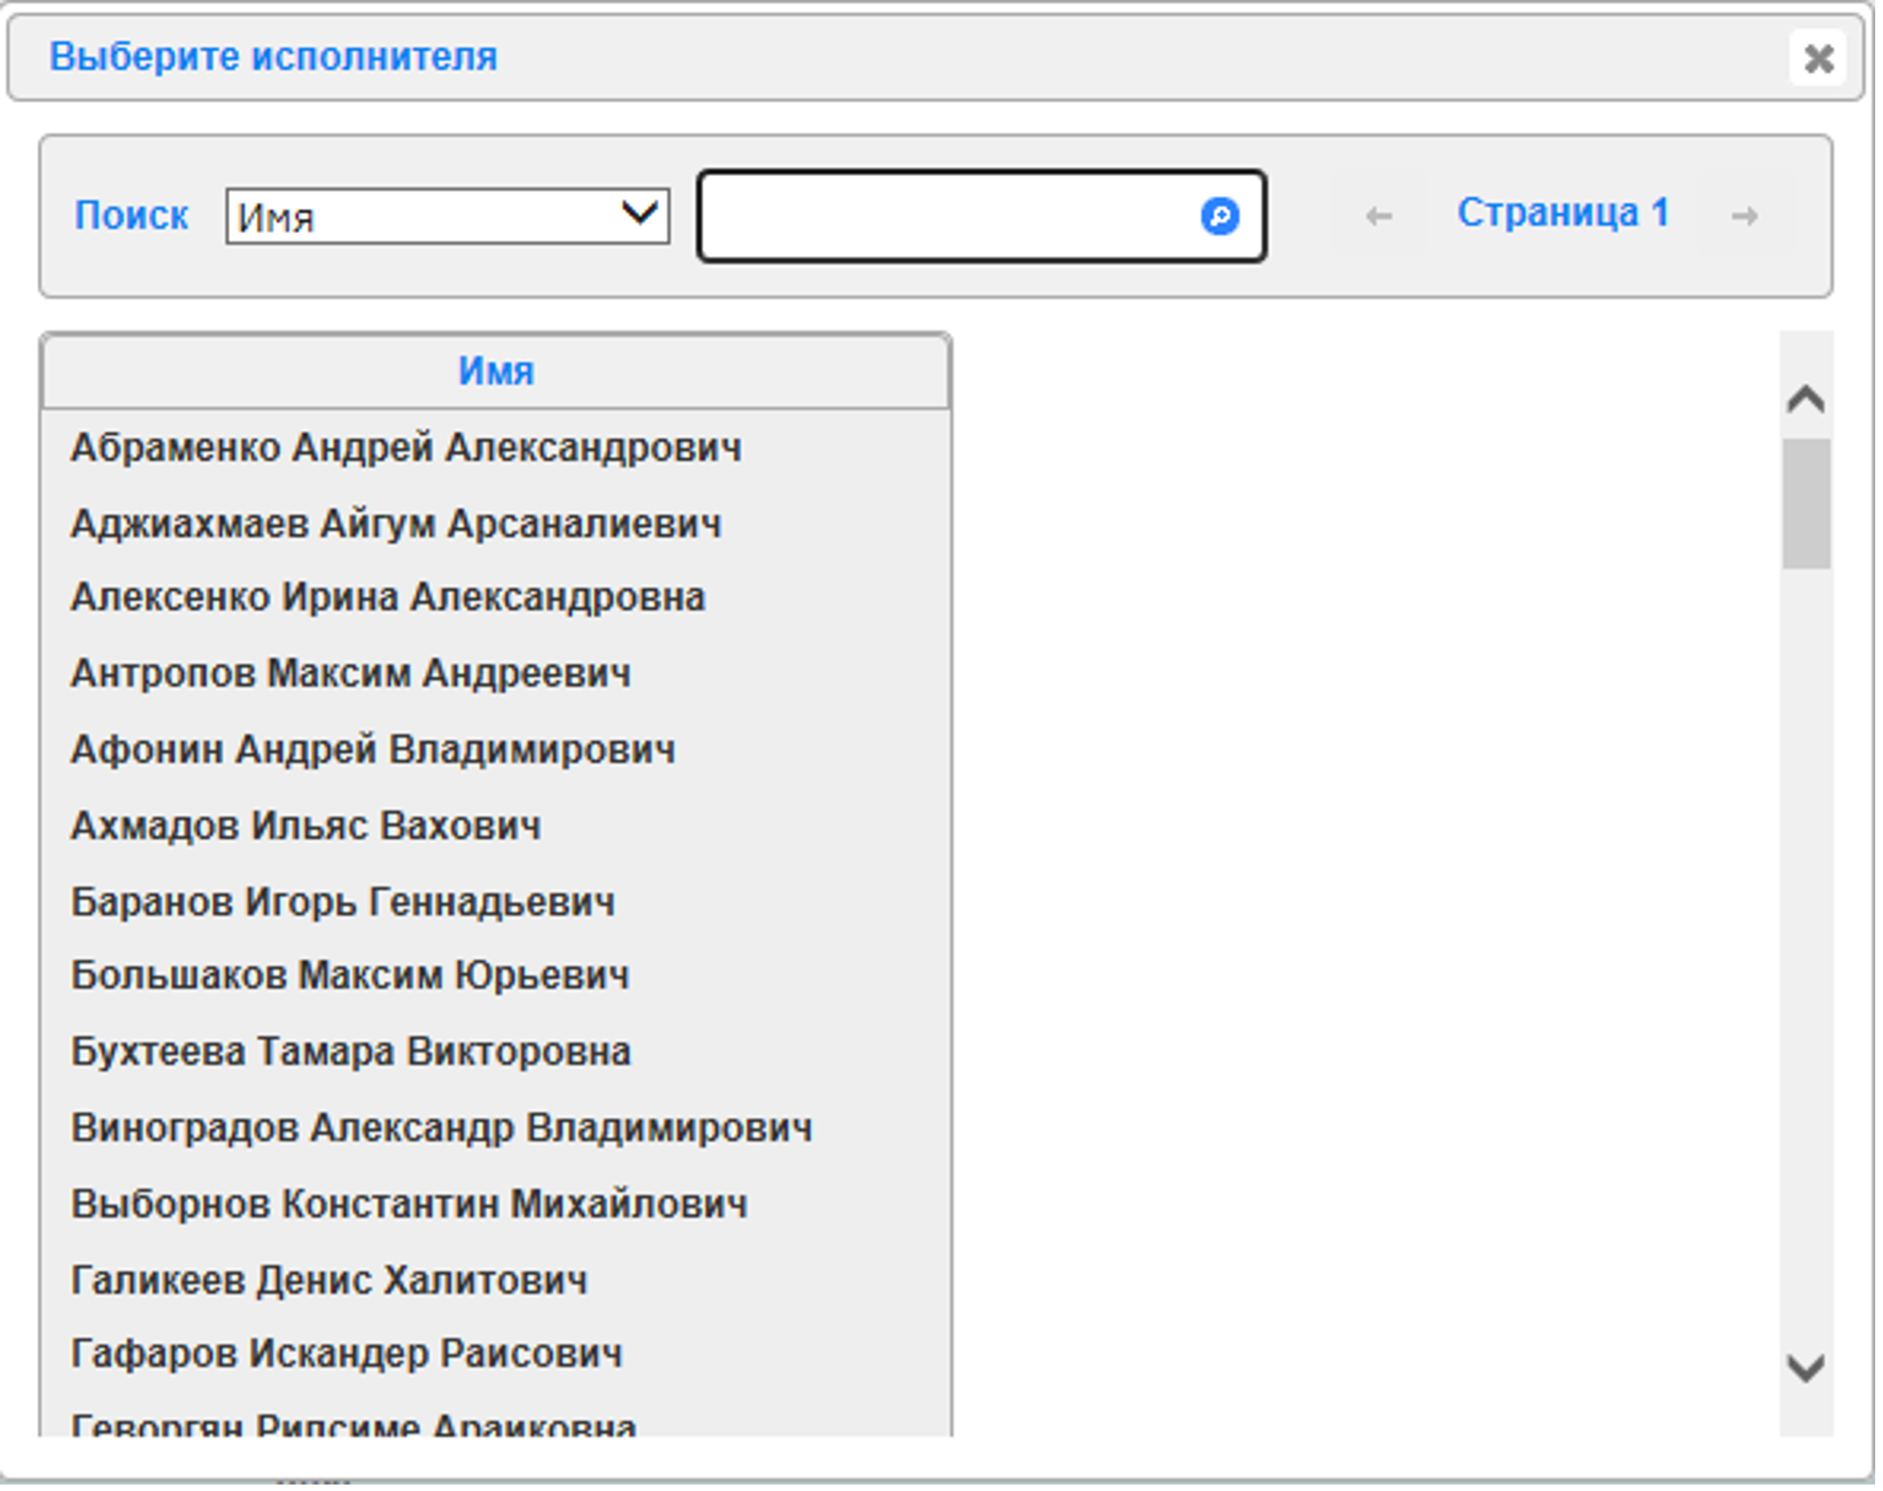 Выберите исполнителя
Поиск Имя Страница 1
Имя
Абраменко Андрей Александрович
Аджиахмаев Айгум Арсаналиевич
Алексенко Ирина Александровна
Антропов Максим Андреевич
Афонин Андрей Владимирович
Ахмадов Ильяс Вахович
Баранов Игорь Геннадьевич
Большаков Максим Юрьевич
Бухтеева Тамара Викторовна
Виноградов Александр Владимирович
Выборнов Константин Михайлович
Галикеев Денис Халитович
Гафаров Искандер Раисович
Геворгян Рипсиме Араиковна